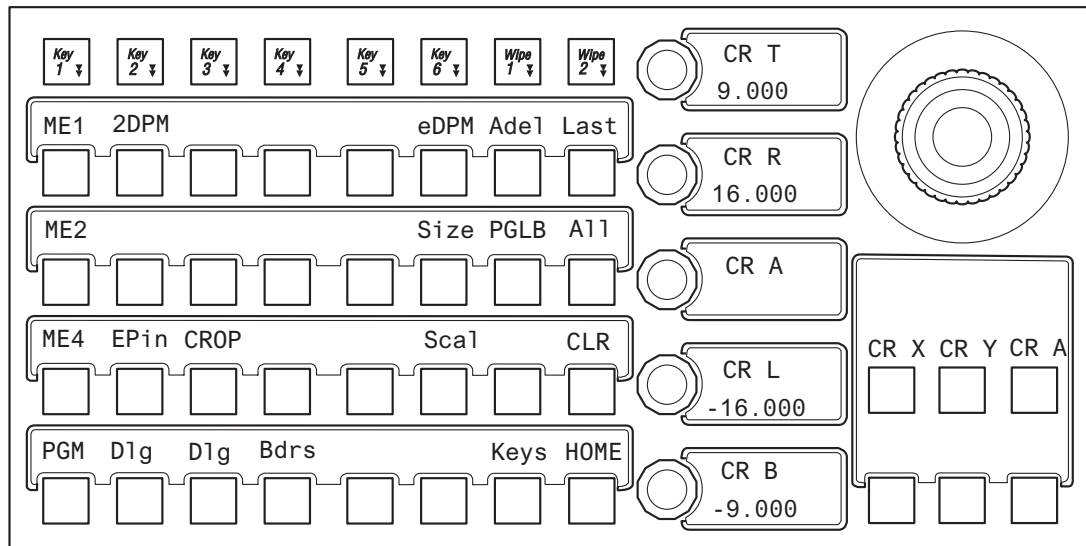 Key 1 Key 2 Key 3 Key 4 Key 5 Key 6 Wipe 1 Wipe 2
CR T
9.000
ME1 2DPM eDPM Adel Last
CR R
16.000
ME2 Size PGLB All
CR A
ME4 EPin CROP Scal CLR
CR L
-16.000
CR X CR Y CR A
PGM Dlg Dlg Bdrs Keys HOME
CR B
-9.000